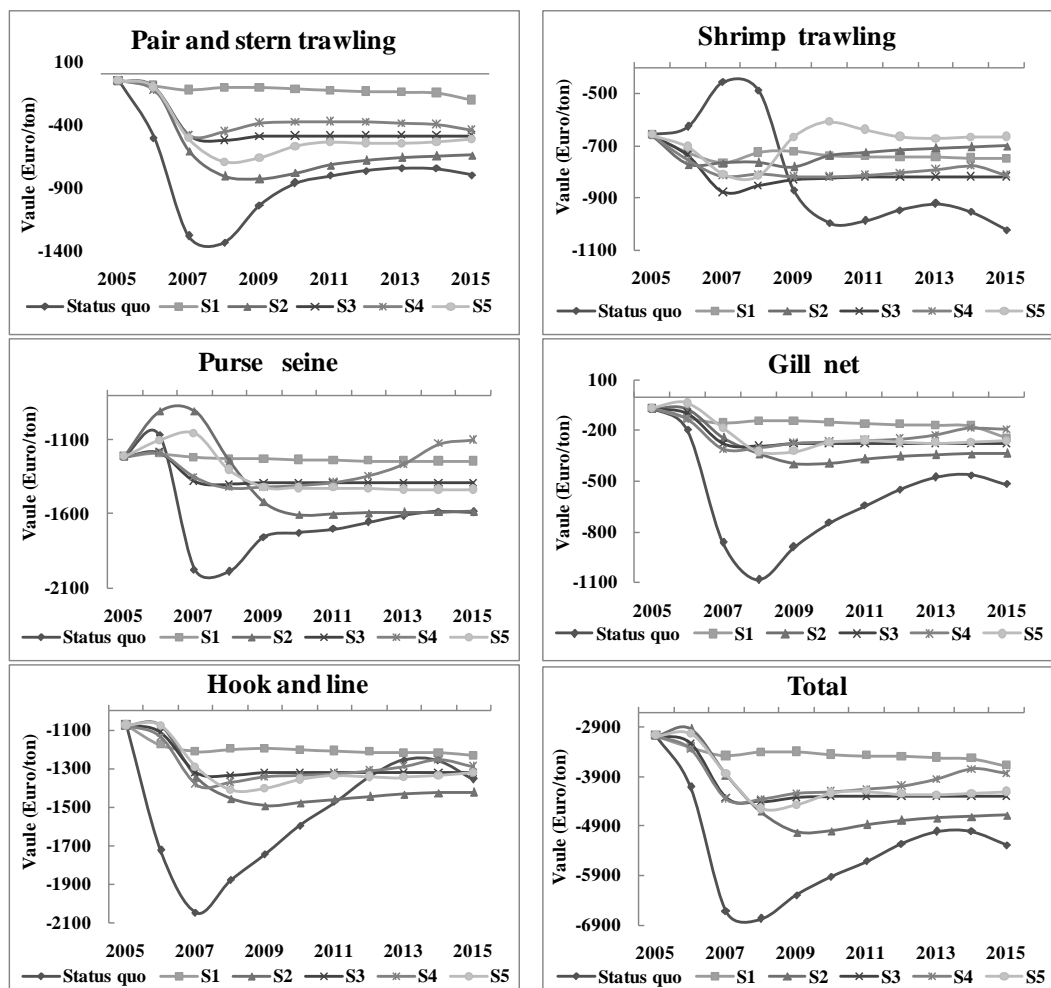 Pair and stern trawling
Vaule (Euro/ton)
100
-400
-900
-1400
2005 2007 2009 2011 2013 2015
Status quo S1 S2 S3 S4 S5
Shrimp trawling
Vaule (Euro/ton)
-500
-700
-900
-1100
2005 2007 2009 2011 2013 2015
Status quo S1 S2 S3 S4 S5
Purse seine
Vaule (Euro/ton)
-1100
-1600
-2100
2005 2007 2009 2011 2013 2015
Status quo S1 S2 S3 S4 S5
Gill net
Vaule (Euro/ton)
100
-200
-500
-800
-1100
2005 2007 2009 2011 2013 2015
Status quo S1 S2 S3 S4 S5
Hook and line
Vaule (Euro/ton)
-1100
-1300
-1500
-1700
-1900
-2100
2005 2007 2009 2011 2013 2015
Status quo S1 S2 S3 S4 S5
Total
Vaule (Euro/ton)
-2900
-3900
-4900
-5900
-6900
2005 2007 2009 2011 2013 2015
Status quo S1 S2 S3 S4 S5